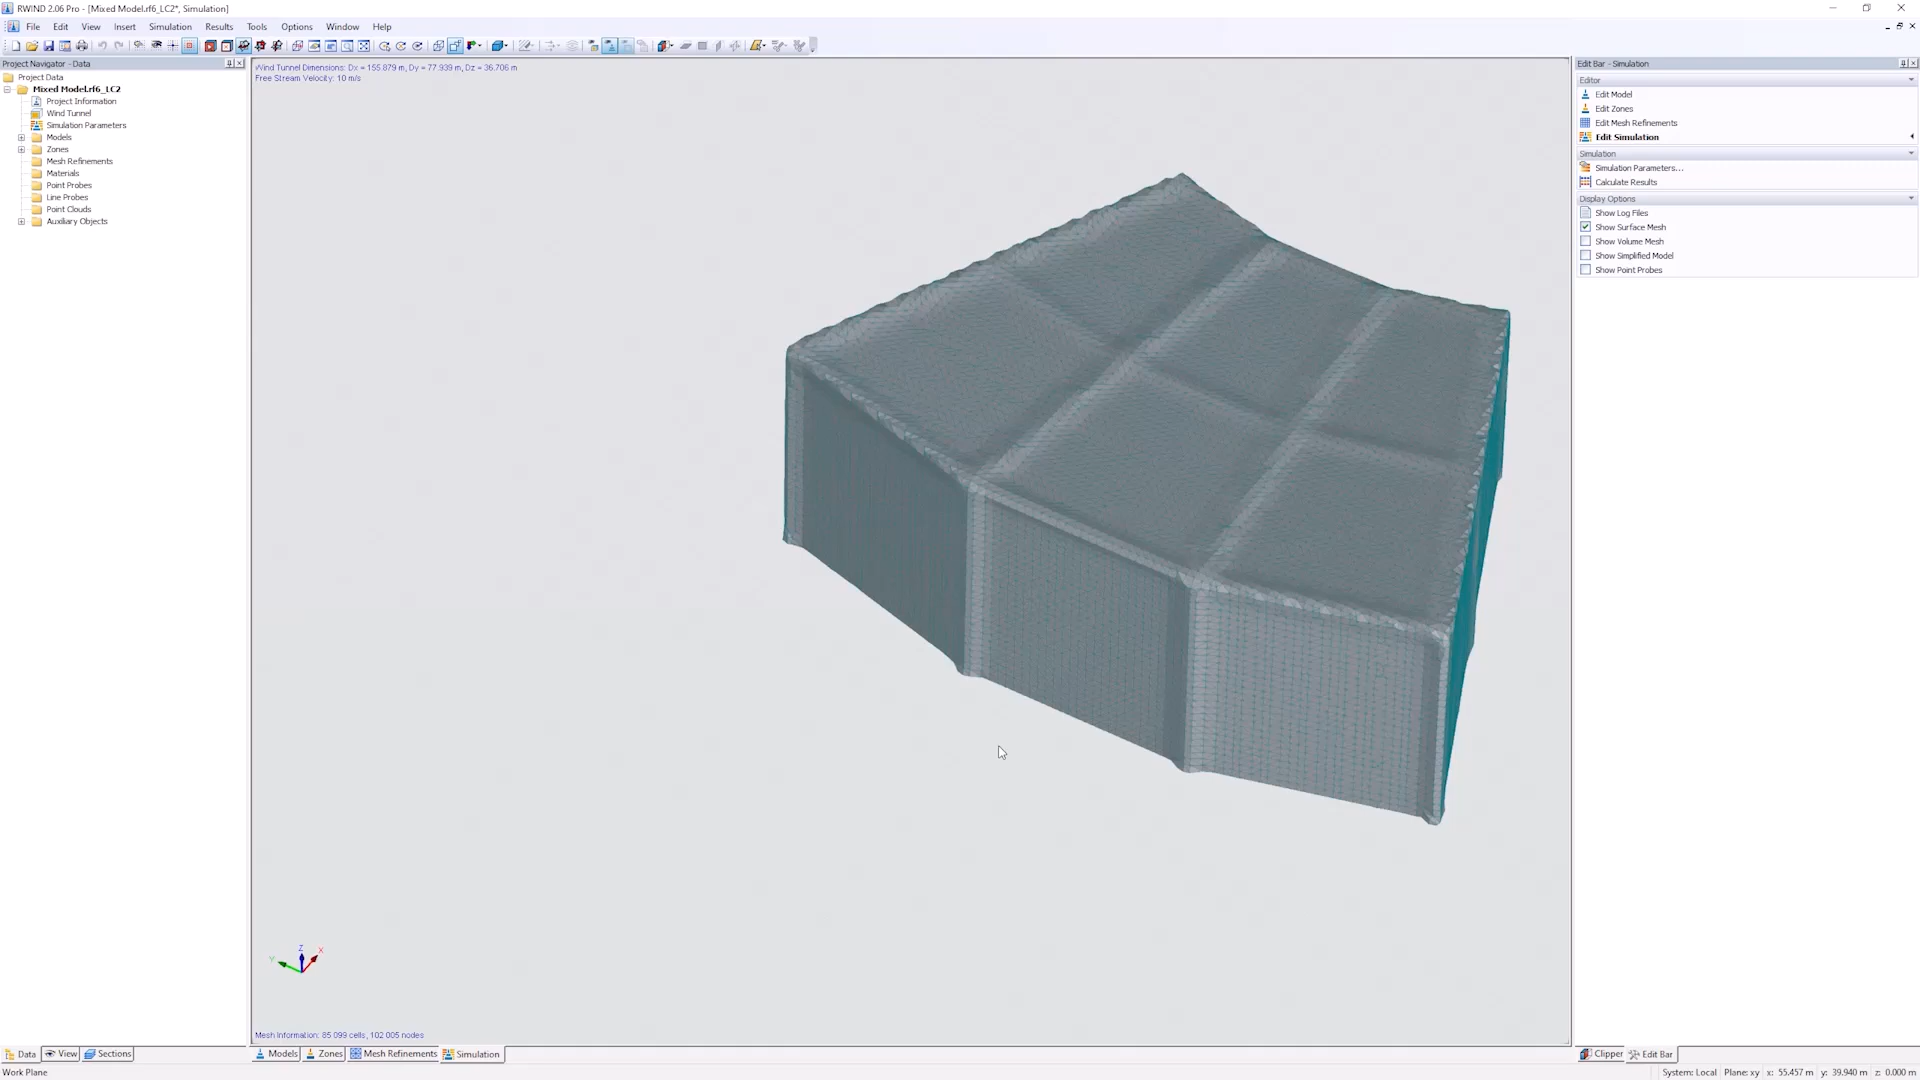 RWIND 2.06 Pro - [Mixed Model.rf6_LC2*, Simulation]
File Edit View Insert Simulation Results Tools Options Window Help
Project Navigator - Data
Project Data
Mixed Model.rf6_LC2
Project Information
Wind Tunnel
Simulation Parameters
Models
Zones
Mesh Refinements
Materials
Point Probes
Line Probes
Point Clouds
Auxiliary Objects
Wind Tunnel Dimensions: Dx = 155.879 m, Dy = 77.939 m, Dz = 36.706 m
Free Stream Velocity: 10 m/s
Z
X
Y
Mesh Information: 85 099 cells, 102 005 nodes
Edit Bar - Simulation
Editor
Edit Model
Edit Zones
Edit Mesh Refinements
Edit Simulation
Simulation
Simulation Parameters...
Calculate Results
Display Options
Show Log Files
Show Surface Mesh
Show Volume Mesh
Show Simplified Model
Show Point Probes
Data View Sections
Models Zones Mesh Refinements Simulation
Clipper Edit Bar
Work Plane
System: Local Plane: xy x: 55.457 m y: 39.940 m z: 0.000 m